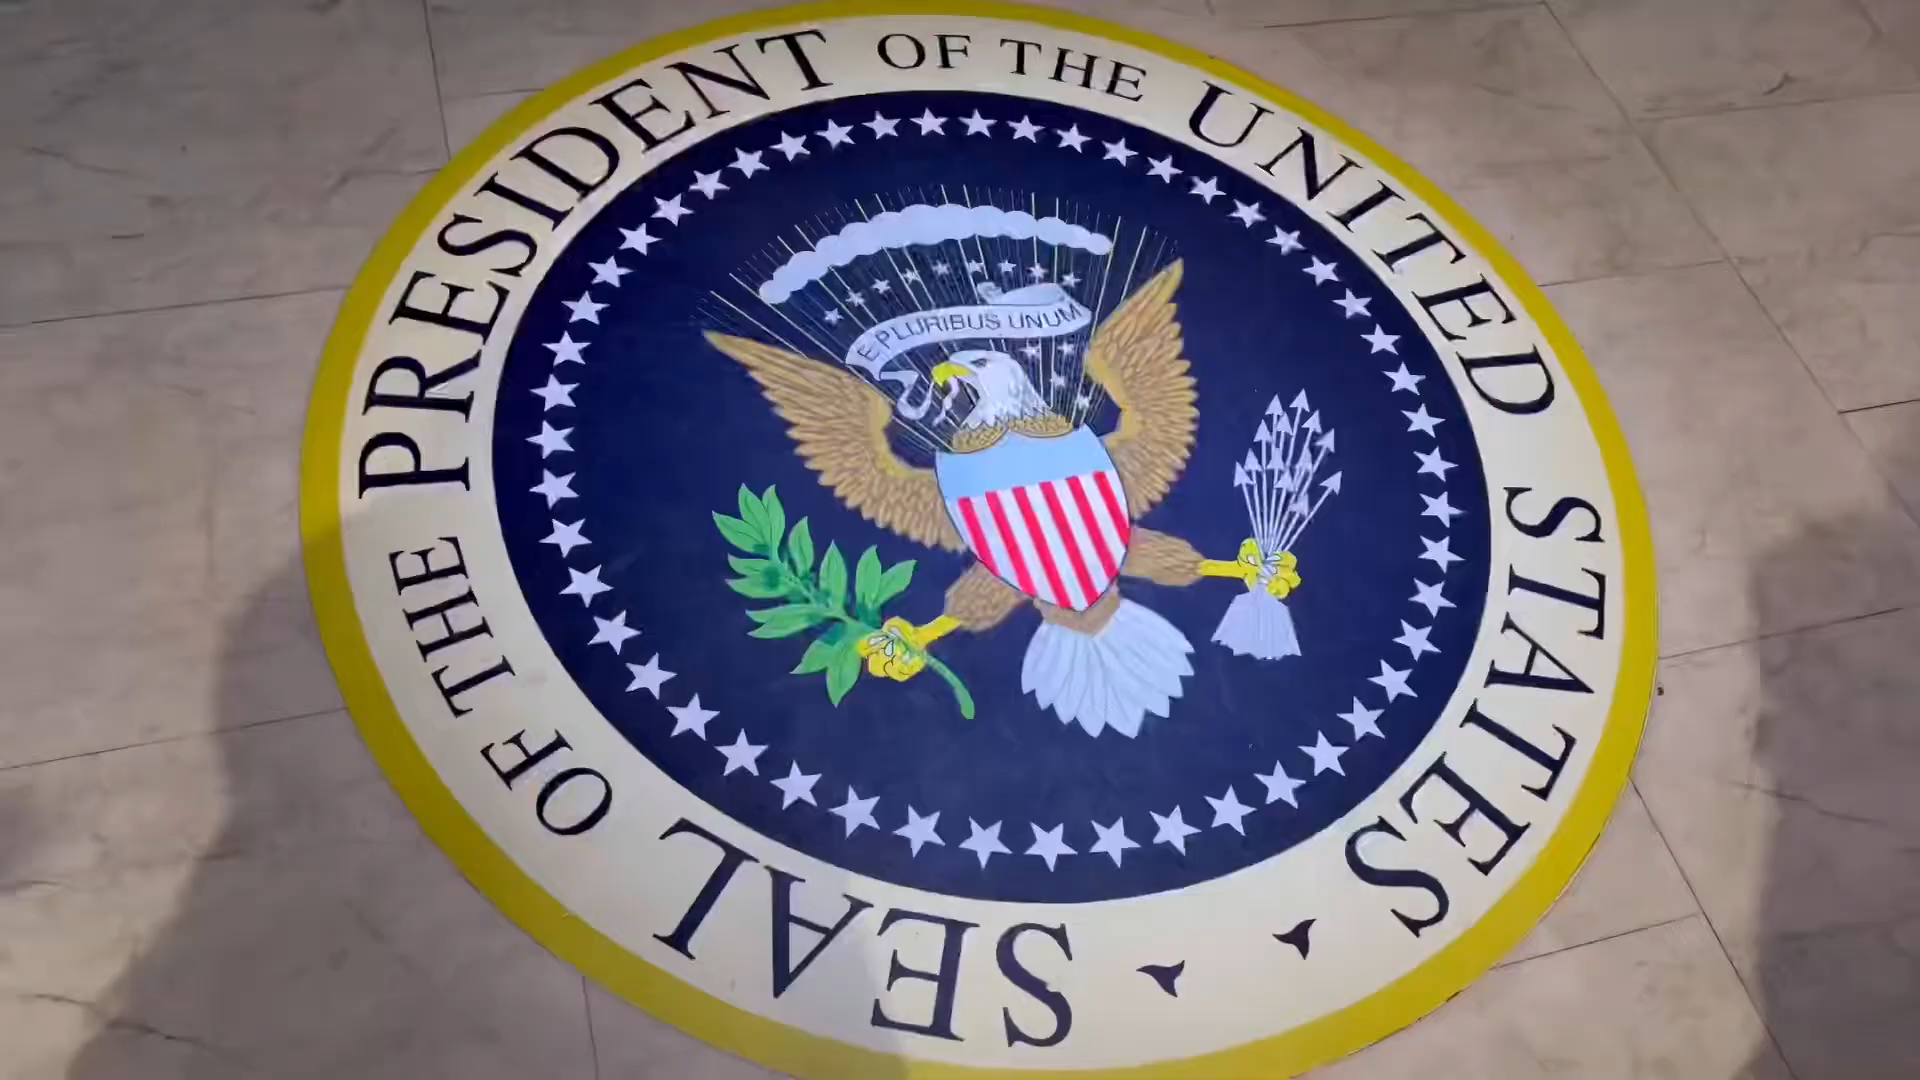 SEAL OF THE PRESIDENT OF THE UNITED STATES
E PLURIBUS UNUM